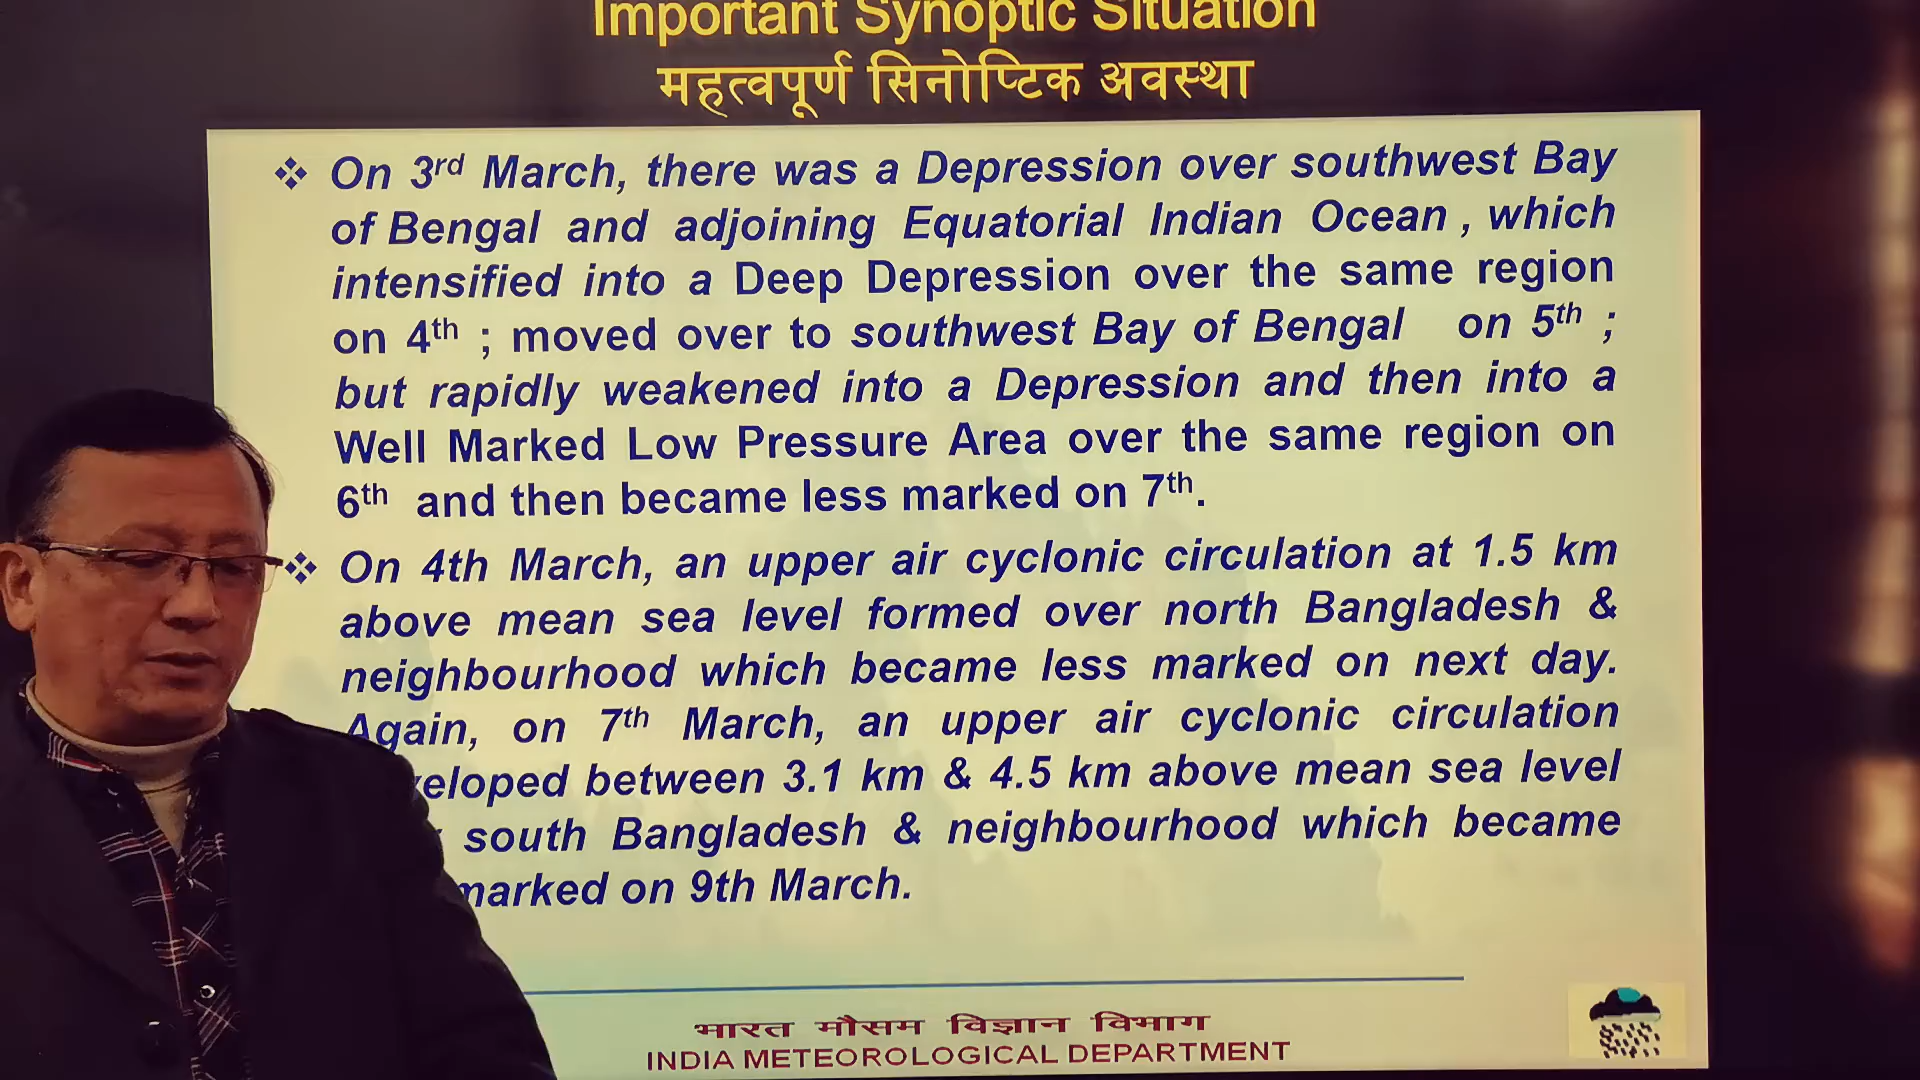 Important Synoptic Situation
महत्वपूर्ण सिनोप्टिक अवस्था
❖ On 3rd March, there was a Depression over southwest Bay
of Bengal and adjoining Equatorial Indian Ocean , which
intensified into a Deep Depression over the same region
on 4th ; moved over to southwest Bay of Bengal on 5th ;
but rapidly weakened into a Depression and then into a
Well Marked Low Pressure Area over the same region on
6th and then became less marked on 7th.
❖ On 4th March, an upper air cyclonic circulation at 1.5 km
above mean sea level formed over north Bangladesh &
neighbourhood which became less marked on next day.
Again, on 7th March, an upper air cyclonic circulation
between 3.1 km & 4.5 km above mean sea level
south Bangladesh & neighbourhood which became
marked on 9th March.
भारत मौसम विज्ञान विभाग
INDIA METEOROLOGICAL DEPARTMENT